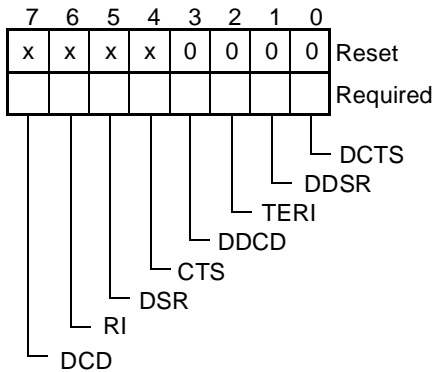 7 6 5 4 3 2 1 0
x x x x 0 0 0 0 Reset
Required
DCTS
DDSR
TERI
DDCD
CTS
DSR
RI
DCD